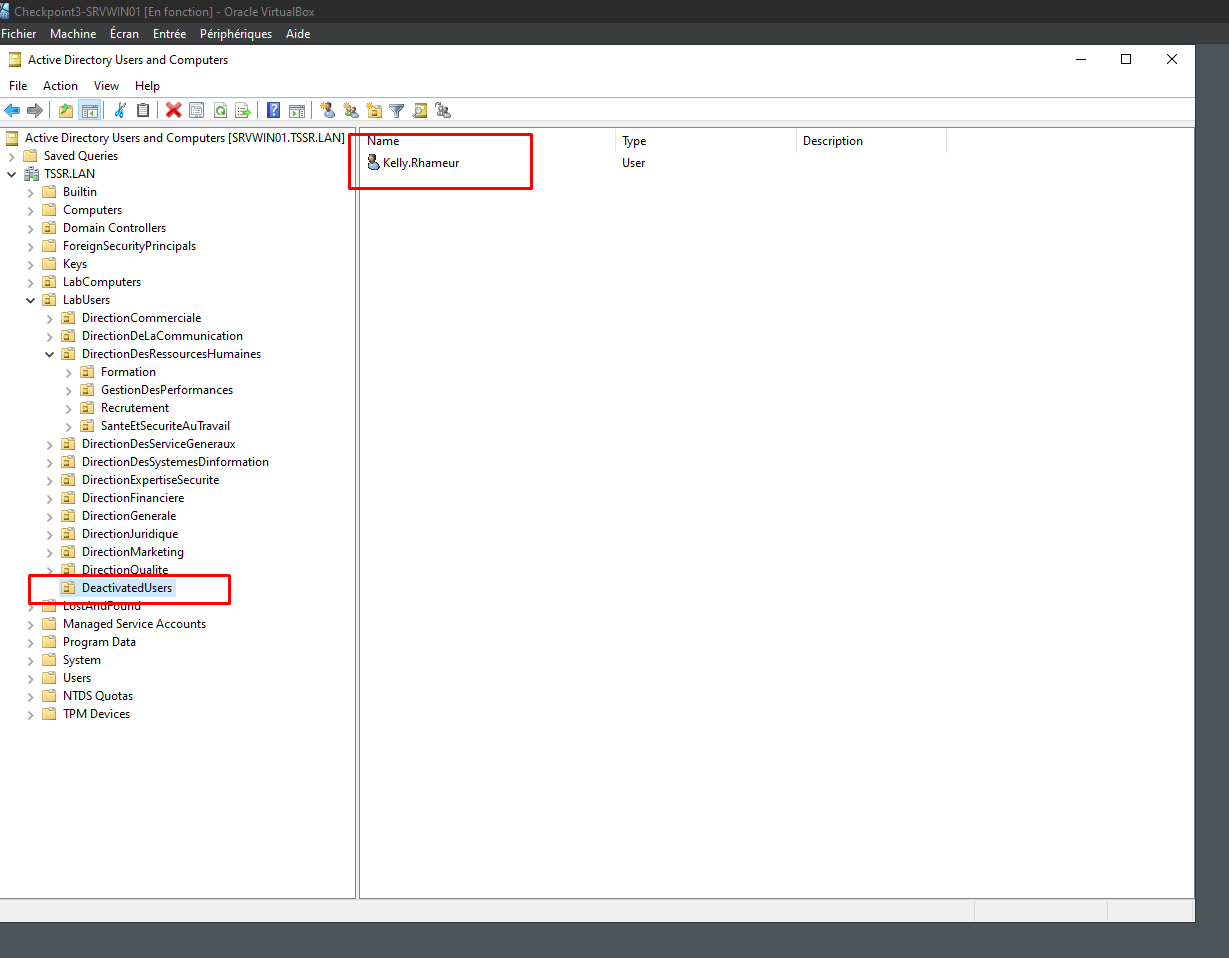 Checkpoint3-SRVWIN01 [En fonction] - Oracle VirtualBox
Fichier Machine Écran Entrée Périphériques Aide
Active Directory Users and Computers
File Action View Help
Active Directory Users and Computers [SRVWIN01.TSSR.LAN]
Saved Queries
TSSR.LAN
Builtin
Computers
Domain Controllers
ForeignSecurityPrincipals
Keys
LabComputers
LabUsers
DirectionCommerciale
DirectionDeLaCommunication
DirectionDesRessourcesHumaines
Formation
GestionDesPerformances
Recrutement
SanteEtSecuriteAuTravail
DirectionDesServiceGeneraux
DirectionDesSystemesDinformation
DirectionExpertiseSecurite
DirectionFinanciere
DirectionGenerale
DirectionJuridique
DirectionMarketing
DirectionQualite
DeactivatedUsers
LostAndFound
Managed Service Accounts
Program Data
System
Users
NTDS Quotas
TPM Devices
Name Type Description
Kelly.Rhameur User